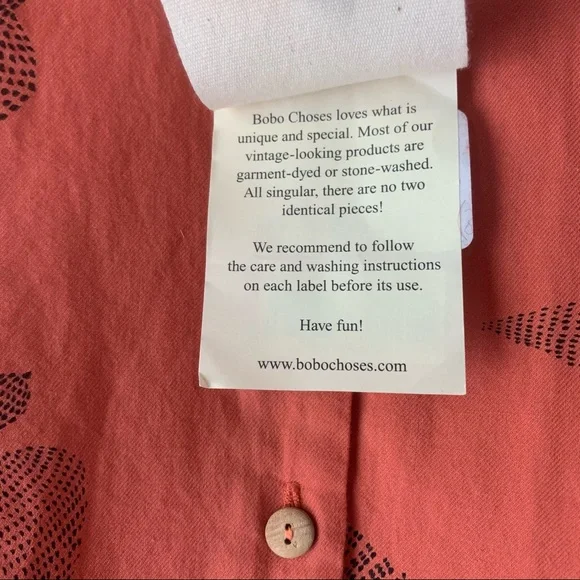 Bobo Choses loves what is
unique and special. Most of our
vintage-looking products are
garment-dyed or stone-washed.
All singular, there are no two
identical pieces!
We recommend to follow
the care and washing instructions
on each label before its use.
Have fun!
www.bobochoses.com